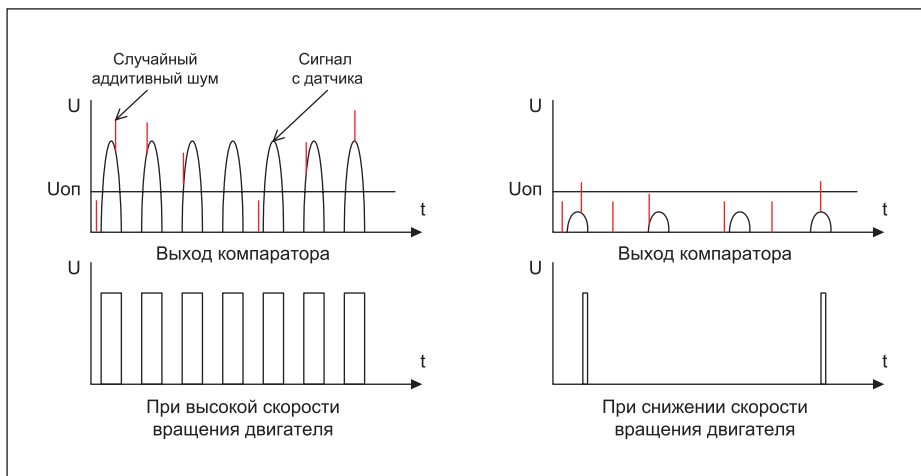 Случайный
аддитивный шум
Сигнал
с датчика
U
Uоп
t
Выход компаратора
U
t
При высокой скорости
вращения двигателя
U
Uоп
t
Выход компаратора
U
t
При снижении скорости
вращения двигателя